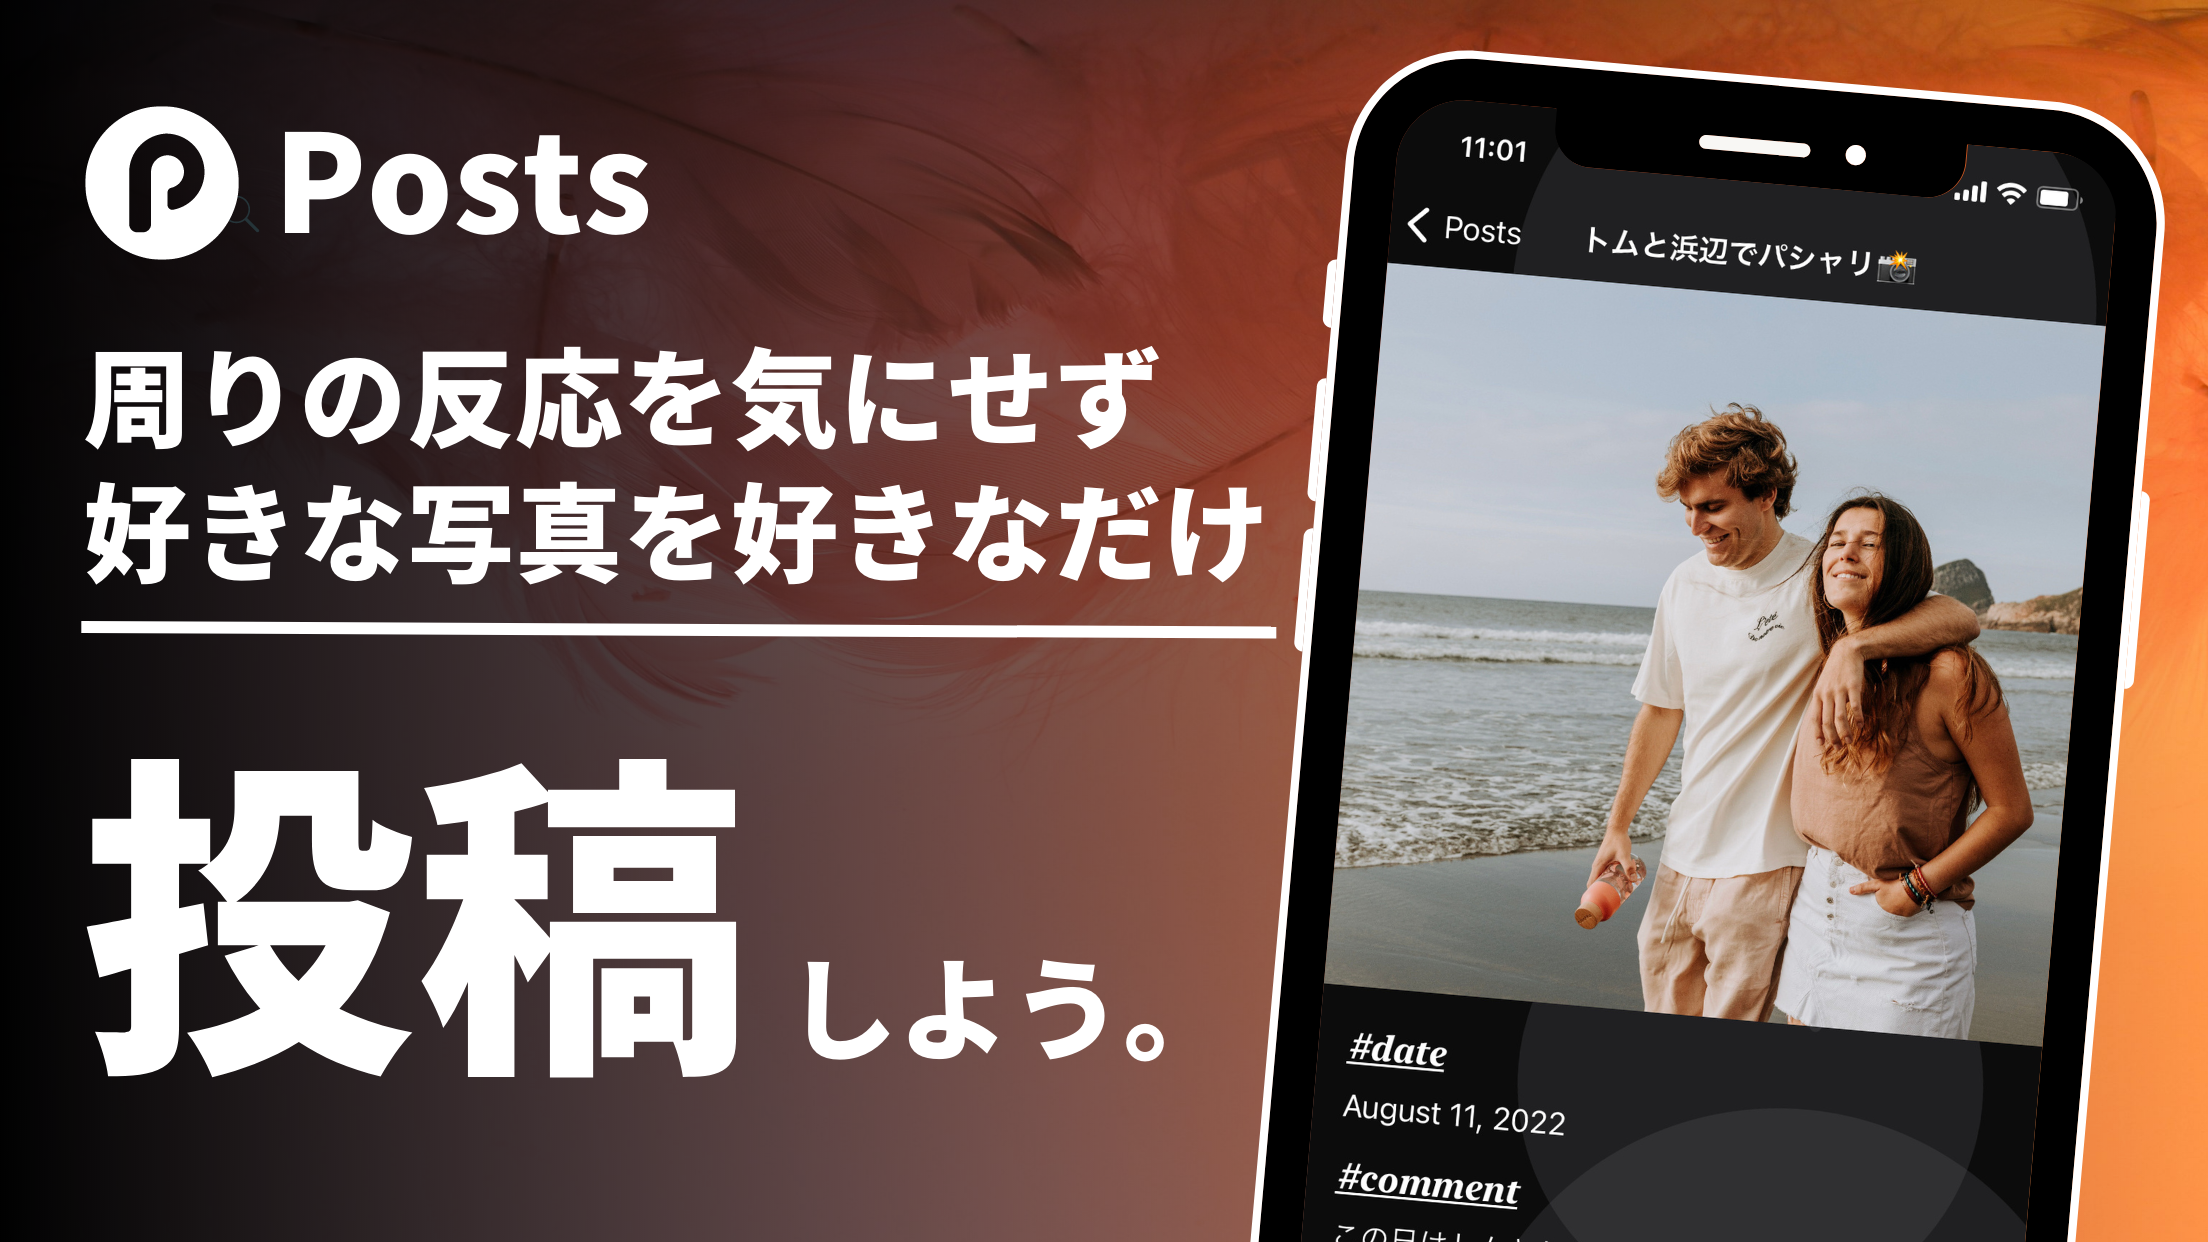 Posts
周りの反応を気にせず
好きな写真を好きなだけ
投稿しよう。
11:01
Posts
トムと浜辺でパシャリ📸
#date
August 11, 2022
#comment